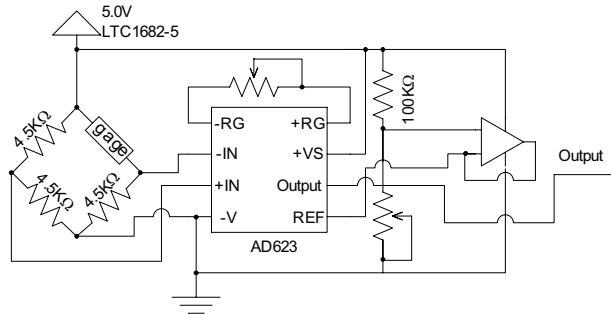 5.0V
LTC1682-5
4.5KΩ
gage
4.5KΩ
4.5KΩ
-RG
+RG
-IN
+VS
+IN
Output
-V
REF
AD623
100KΩ
Output